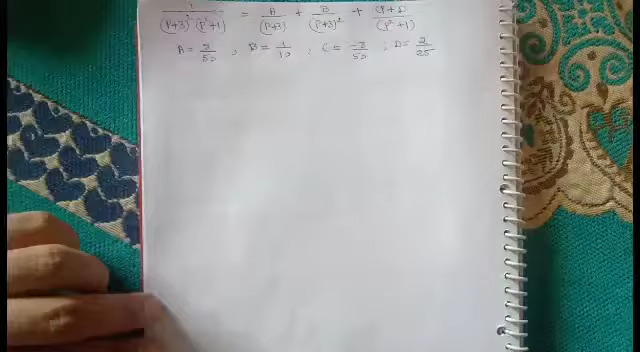 1/((P+3)²(P²+1)) = A/(P+3) + B/(P+3)² + (CP+D)/(P²+1)
A = 3/50 ; B = 1/10 ; C = -3/50 ; D = 2/25